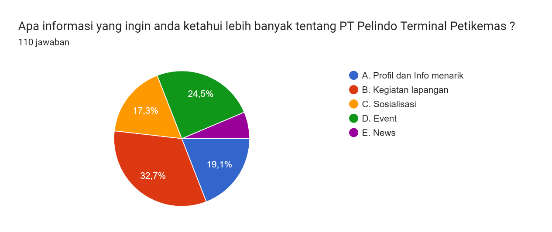 Apa informasi yang ingin anda ketahui lebih banyak tentang PT Pelindo Terminal Petikemas ?
110 jawaban
24,5%
17,3%
19,1%
32,7%
A. Profil dan Info menarik
B. Kegiatan lapangan
C. Sosialisasi
D. Event
E. News